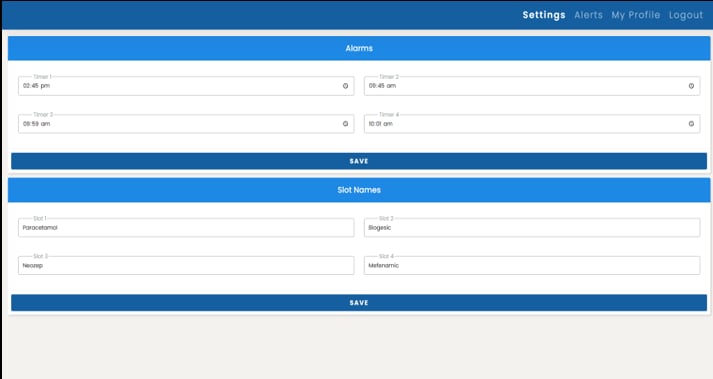 Settings Alerts My Profile Logout
Alarms
Timer 1 Timer 2
02:45 pm 09:45 am
Timer 3 Timer 4
09:59 am 10:01 am
SAVE
Slot Names
Slot 1 Slot 2
Paracetamol Biogesic
Slot 3 Slot 4
Neozep Mefenamic
SAVE